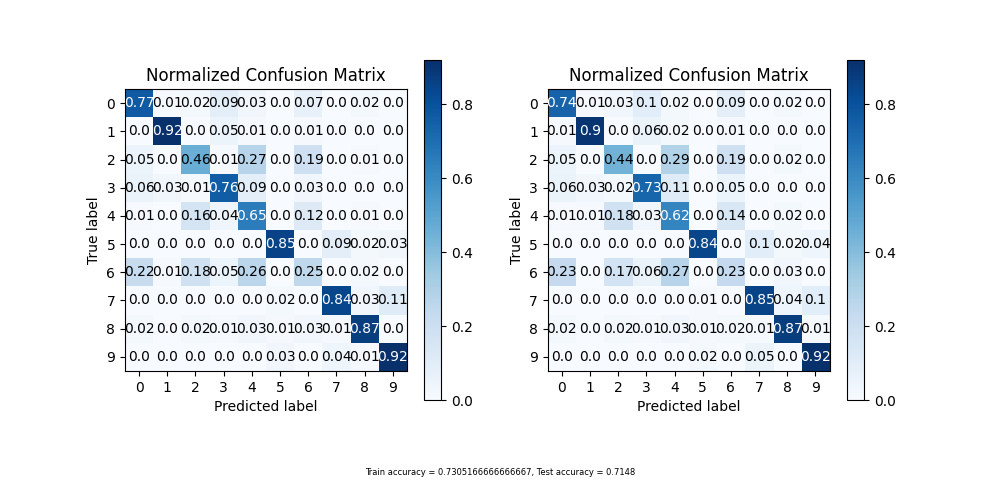 Normalized Confusion Matrix
0 0.77 0.01 0.02 0.09 0.03 0.0 0.07 0.0 0.02 0.0
1 0.0 0.92 0.0 0.05 0.01 0.0 0.01 0.0 0.0 0.0
2 0.05 0.0 0.46 0.01 0.27 0.0 0.19 0.0 0.01 0.0
3 0.06 0.03 0.01 0.76 0.09 0.0 0.03 0.0 0.0 0.0
4 0.01 0.0 0.16 0.04 0.65 0.0 0.12 0.0 0.01 0.0
5 0.0 0.0 0.0 0.0 0.0 0.85 0.0 0.09 0.02 0.03
6 0.22 0.01 0.18 0.05 0.26 0.0 0.25 0.0 0.02 0.0
7 0.0 0.0 0.0 0.0 0.0 0.02 0.0 0.84 0.03 0.11
8 0.02 0.0 0.02 0.01 0.03 0.01 0.03 0.01 0.87 0.0
9 0.0 0.0 0.0 0.0 0.0 0.03 0.0 0.04 0.01 0.92
0 1 2 3 4 5 6 7 8 9
True label
Predicted label
0.8
0.6
0.4
0.2
0.0
Normalized Confusion Matrix
0 0.74 0.01 0.03 0.1 0.02 0.0 0.09 0.0 0.02 0.0
1 0.01 0.9 0.0 0.06 0.02 0.0 0.01 0.0 0.0 0.0
2 0.05 0.0 0.44 0.0 0.29 0.0 0.19 0.0 0.02 0.0
3 0.06 0.03 0.02 0.73 0.11 0.0 0.05 0.0 0.0 0.0
4 0.01 0.01 0.18 0.03 0.62 0.0 0.14 0.0 0.02 0.0
5 0.0 0.0 0.0 0.0 0.0 0.84 0.0 0.1 0.02 0.04
6 0.23 0.0 0.17 0.06 0.27 0.0 0.23 0.0 0.03 0.0
7 0.0 0.0 0.0 0.0 0.0 0.01 0.0 0.85 0.04 0.1
8 0.02 0.0 0.02 0.01 0.03 0.01 0.02 0.01 0.87 0.01
9 0.0 0.0 0.0 0.0 0.0 0.02 0.0 0.05 0.0 0.92
0 1 2 3 4 5 6 7 8 9
True label
Predicted label
0.8
0.6
0.4
0.2
0.0
Train accuracy = 0.7305166666666667, Test accuracy = 0.7148